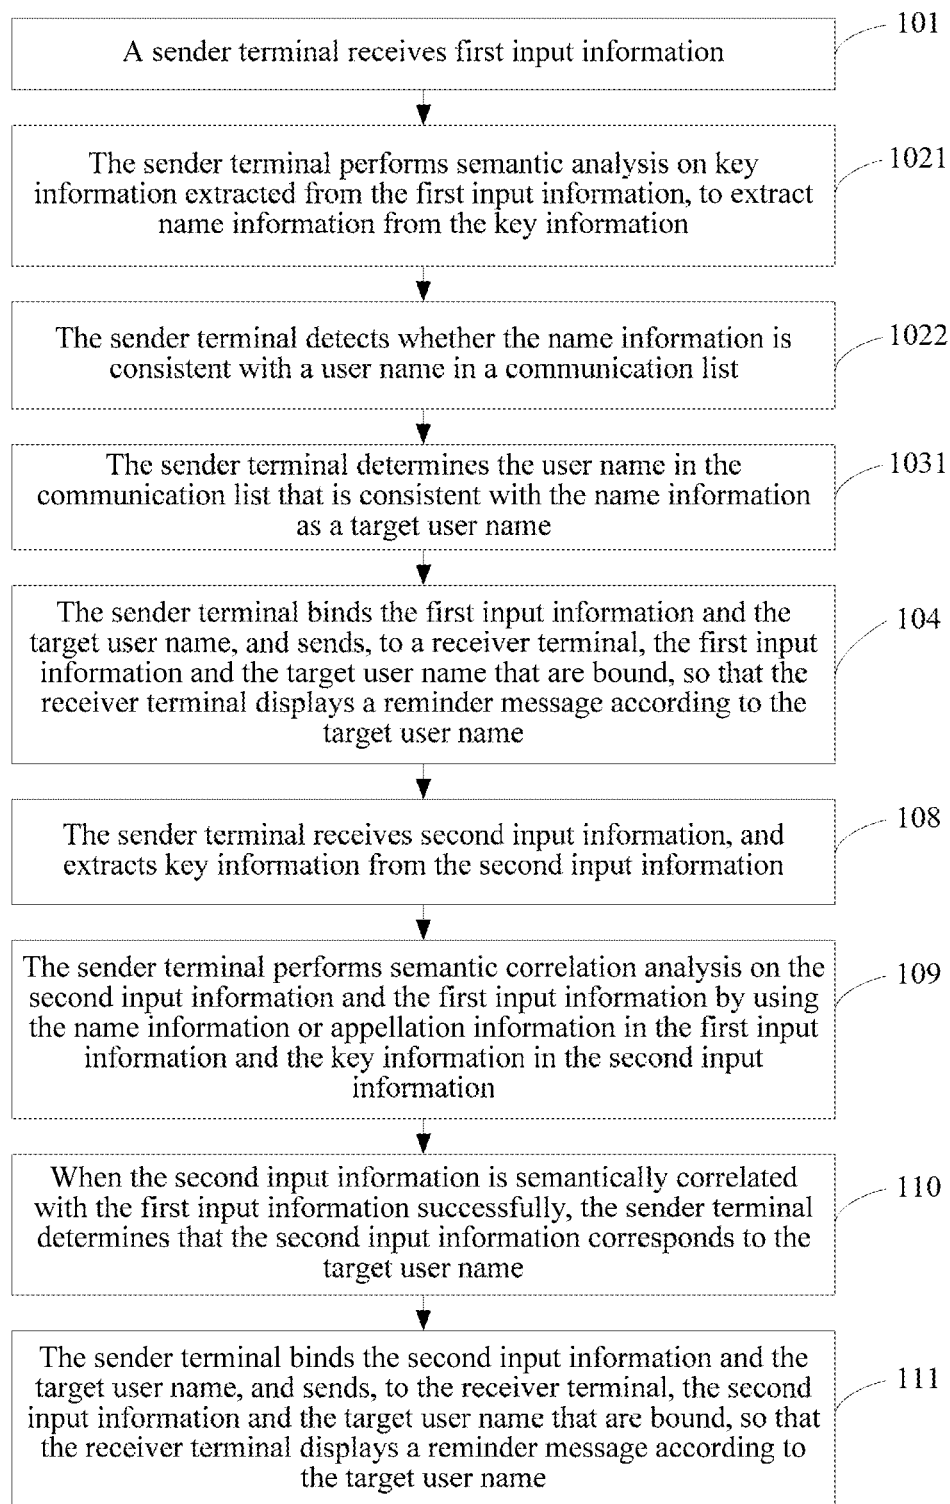 A sender terminal receives first input information
101
The sender terminal performs semantic analysis on key
information extracted from the first input information, to extract
name information from the key information
1021
The sender terminal detects whether the name information is
consistent with a user name in a communication list
1022
The sender terminal determines the user name in the
communication list that is consistent with the name information
as a target user name
1031
The sender terminal binds the first input information and the
target user name, and sends, to a receiver terminal, the first input
information and the target user name that are bound, so that the
receiver terminal displays a reminder message according to the
target user name
104
The sender terminal receives second input information, and
extracts key information from the second input information
108
The sender terminal performs semantic correlation analysis on the
second input information and the first input information by using
the name information or appellation information in the first input
information and the key information in the second input
information
109
When the second input information is semantically correlated
with the first input information successfully, the sender terminal
determines that the second input information corresponds to the
target user name
110
The sender terminal binds the second input information and the
target user name, and sends, to the receiver terminal, the second
input information and the target user name that are bound, so that
the receiver terminal displays a reminder message according to
the target user name
111